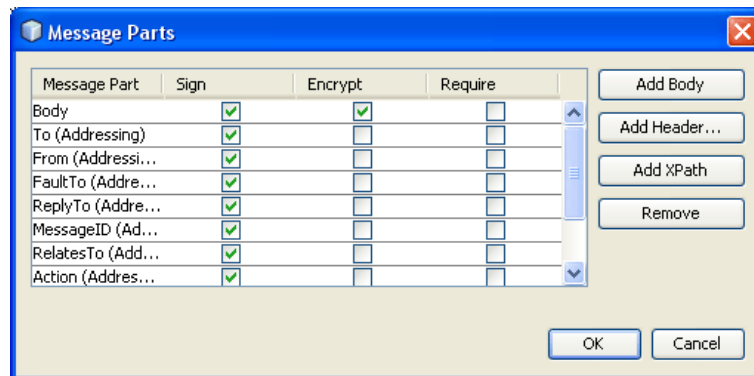 Message Parts
Message Part Sign Encrypt Require
Body
To (Addressing)
From (Addressi...
FaultTo (Addre...
ReplyTo (Addre...
MessageID (Ad...
RelatesTo (Add...
Action (Addres...
Add Body
Add Header...
Add XPath
Remove
OK Cancel